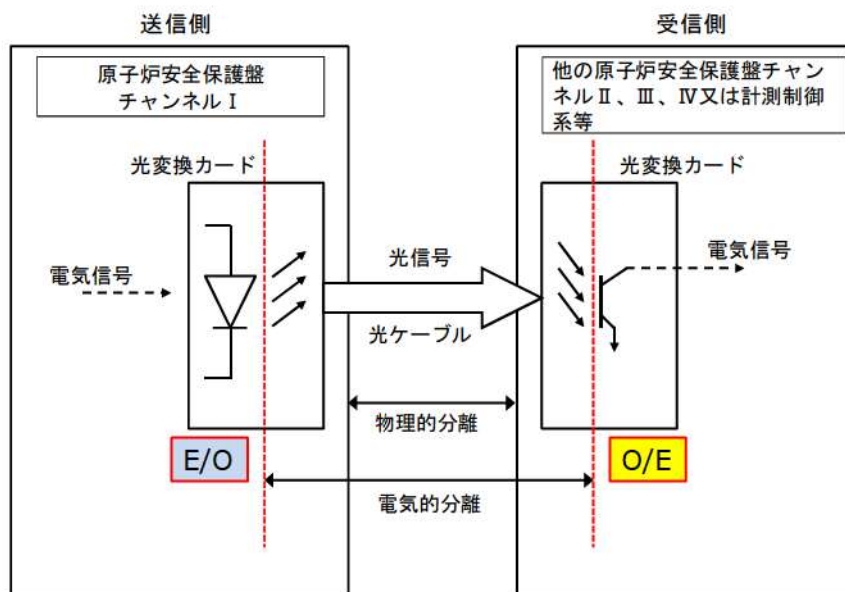 送信側
受信側
原子炉安全保護盤
チャンネルⅠ
他の原子炉安全保護盤チャン
ネルⅡ、Ⅲ、Ⅳ又は計測制御
系等
光変換カード
光変換カード
電気信号
光信号
電気信号
光ケーブル
物理的分離
E/O
O/E
電気的分離